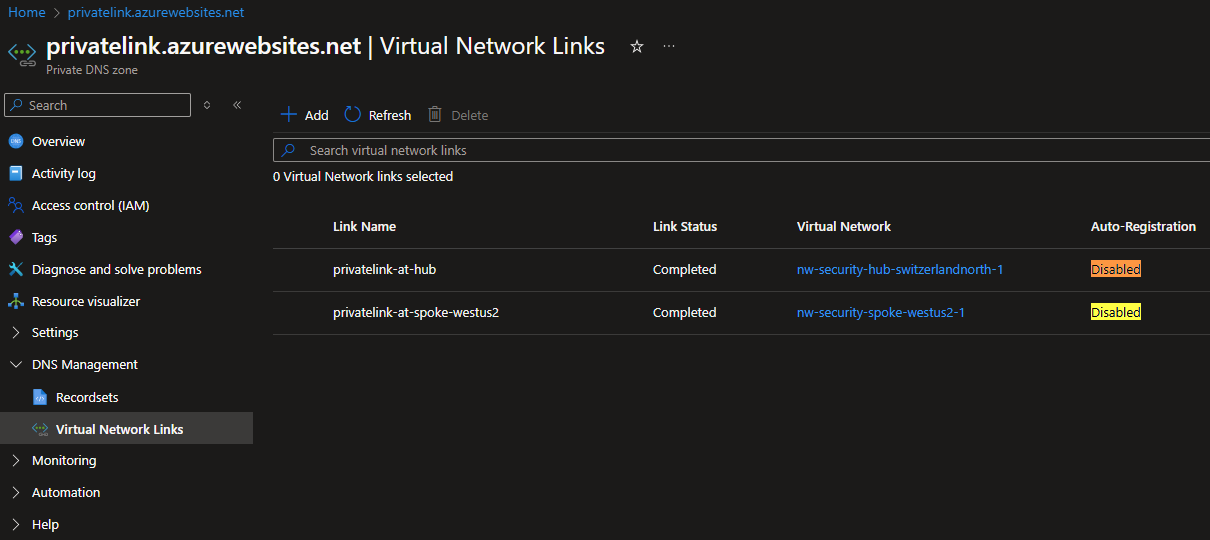 Home > privatelink.azurewebsites.net
privatelink.azurewebsites.net | Virtual Network Links
Private DNS zone
Search
Overview
Activity log
Access control (IAM)
Tags
Diagnose and solve problems
Resource visualizer
Settings
DNS Management
Recordsets
Virtual Network Links
Monitoring
Automation
Help
Add Refresh Delete
Search virtual network links
0 Virtual Network links selected
Link Name Link Status Virtual Network Auto-Registration
privatelink-at-hub Completed nw-security-hub-switzerlandnorth-1 Disabled
privatelink-at-spoke-westus2 Completed nw-security-spoke-westus2-1 Disabled